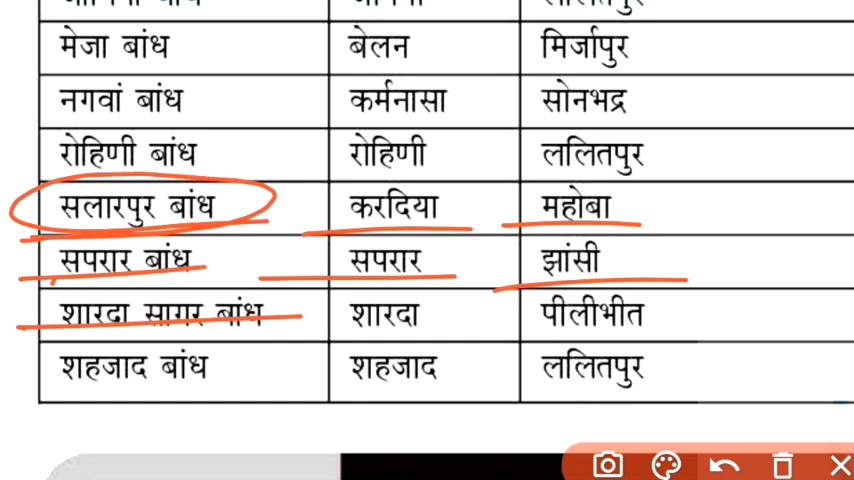 मेजा बांध बेलन मिर्जापुर
नगवां बांध कर्मनासा सोनभद्र
रोहिणी बांध रोहिणी ललितपुर
सलारपुर बांध करदिया महोबा
सपरार बांध सपरार झांसी
शारदा सागर बांध शारदा पीलीभीत
शहजाद बांध शहजाद ललितपुर